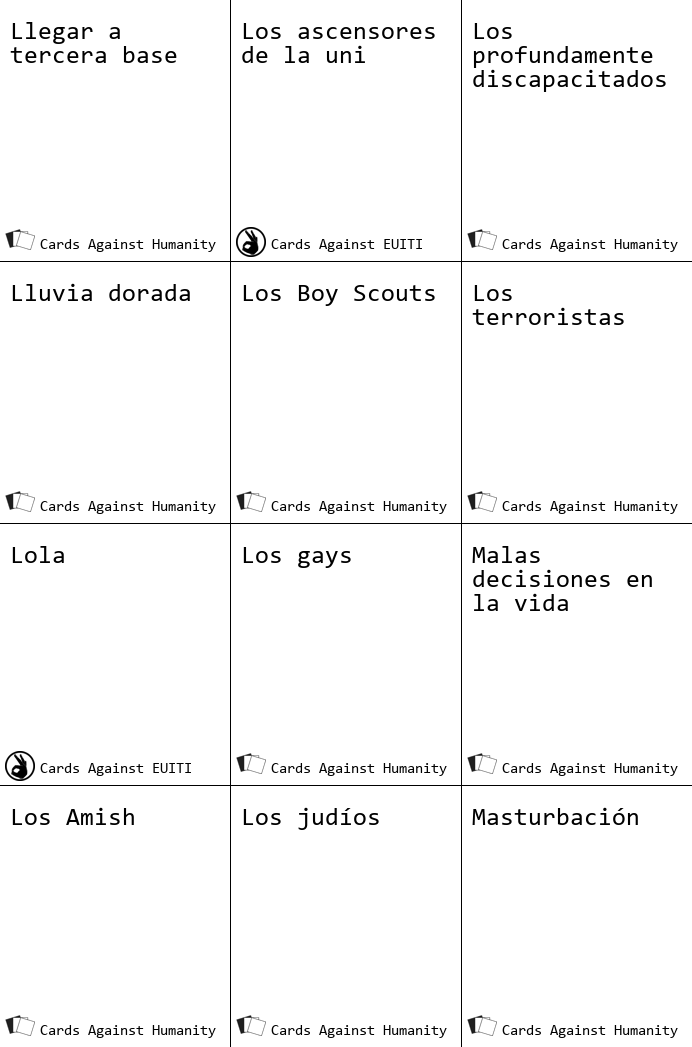 Llegar a
tercera base
Cards Against Humanity
Los ascensores
de la uni
Cards Against EUITI
Los
profundamente
discapacitados
Cards Against Humanity
Lluvia dorada
Cards Against Humanity
Los Boy Scouts
Cards Against Humanity
Los
terroristas
Cards Against Humanity
Lola
Cards Against EUITI
Los gays
Cards Against Humanity
Malas
decisiones en
la vida
Cards Against Humanity
Los Amish
Cards Against Humanity
Los judíos
Cards Against Humanity
Masturbación
Cards Against Humanity